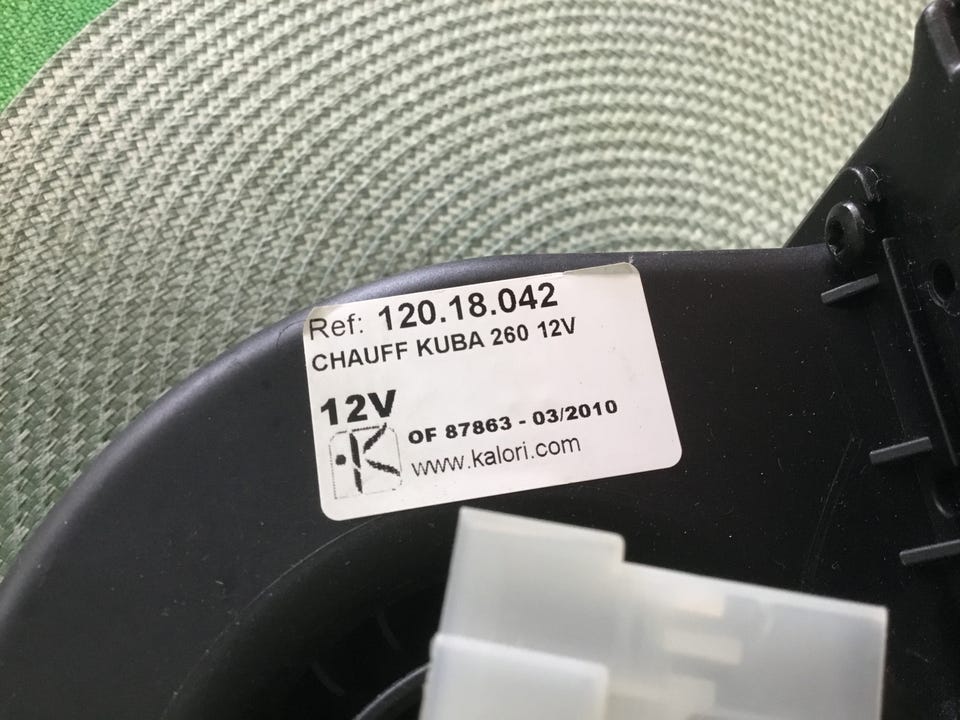 Ref: 120.18.042
CHAUFF KUBA 260 12V
12V
OF 87863 - 03/2010
K
www.kalori.com